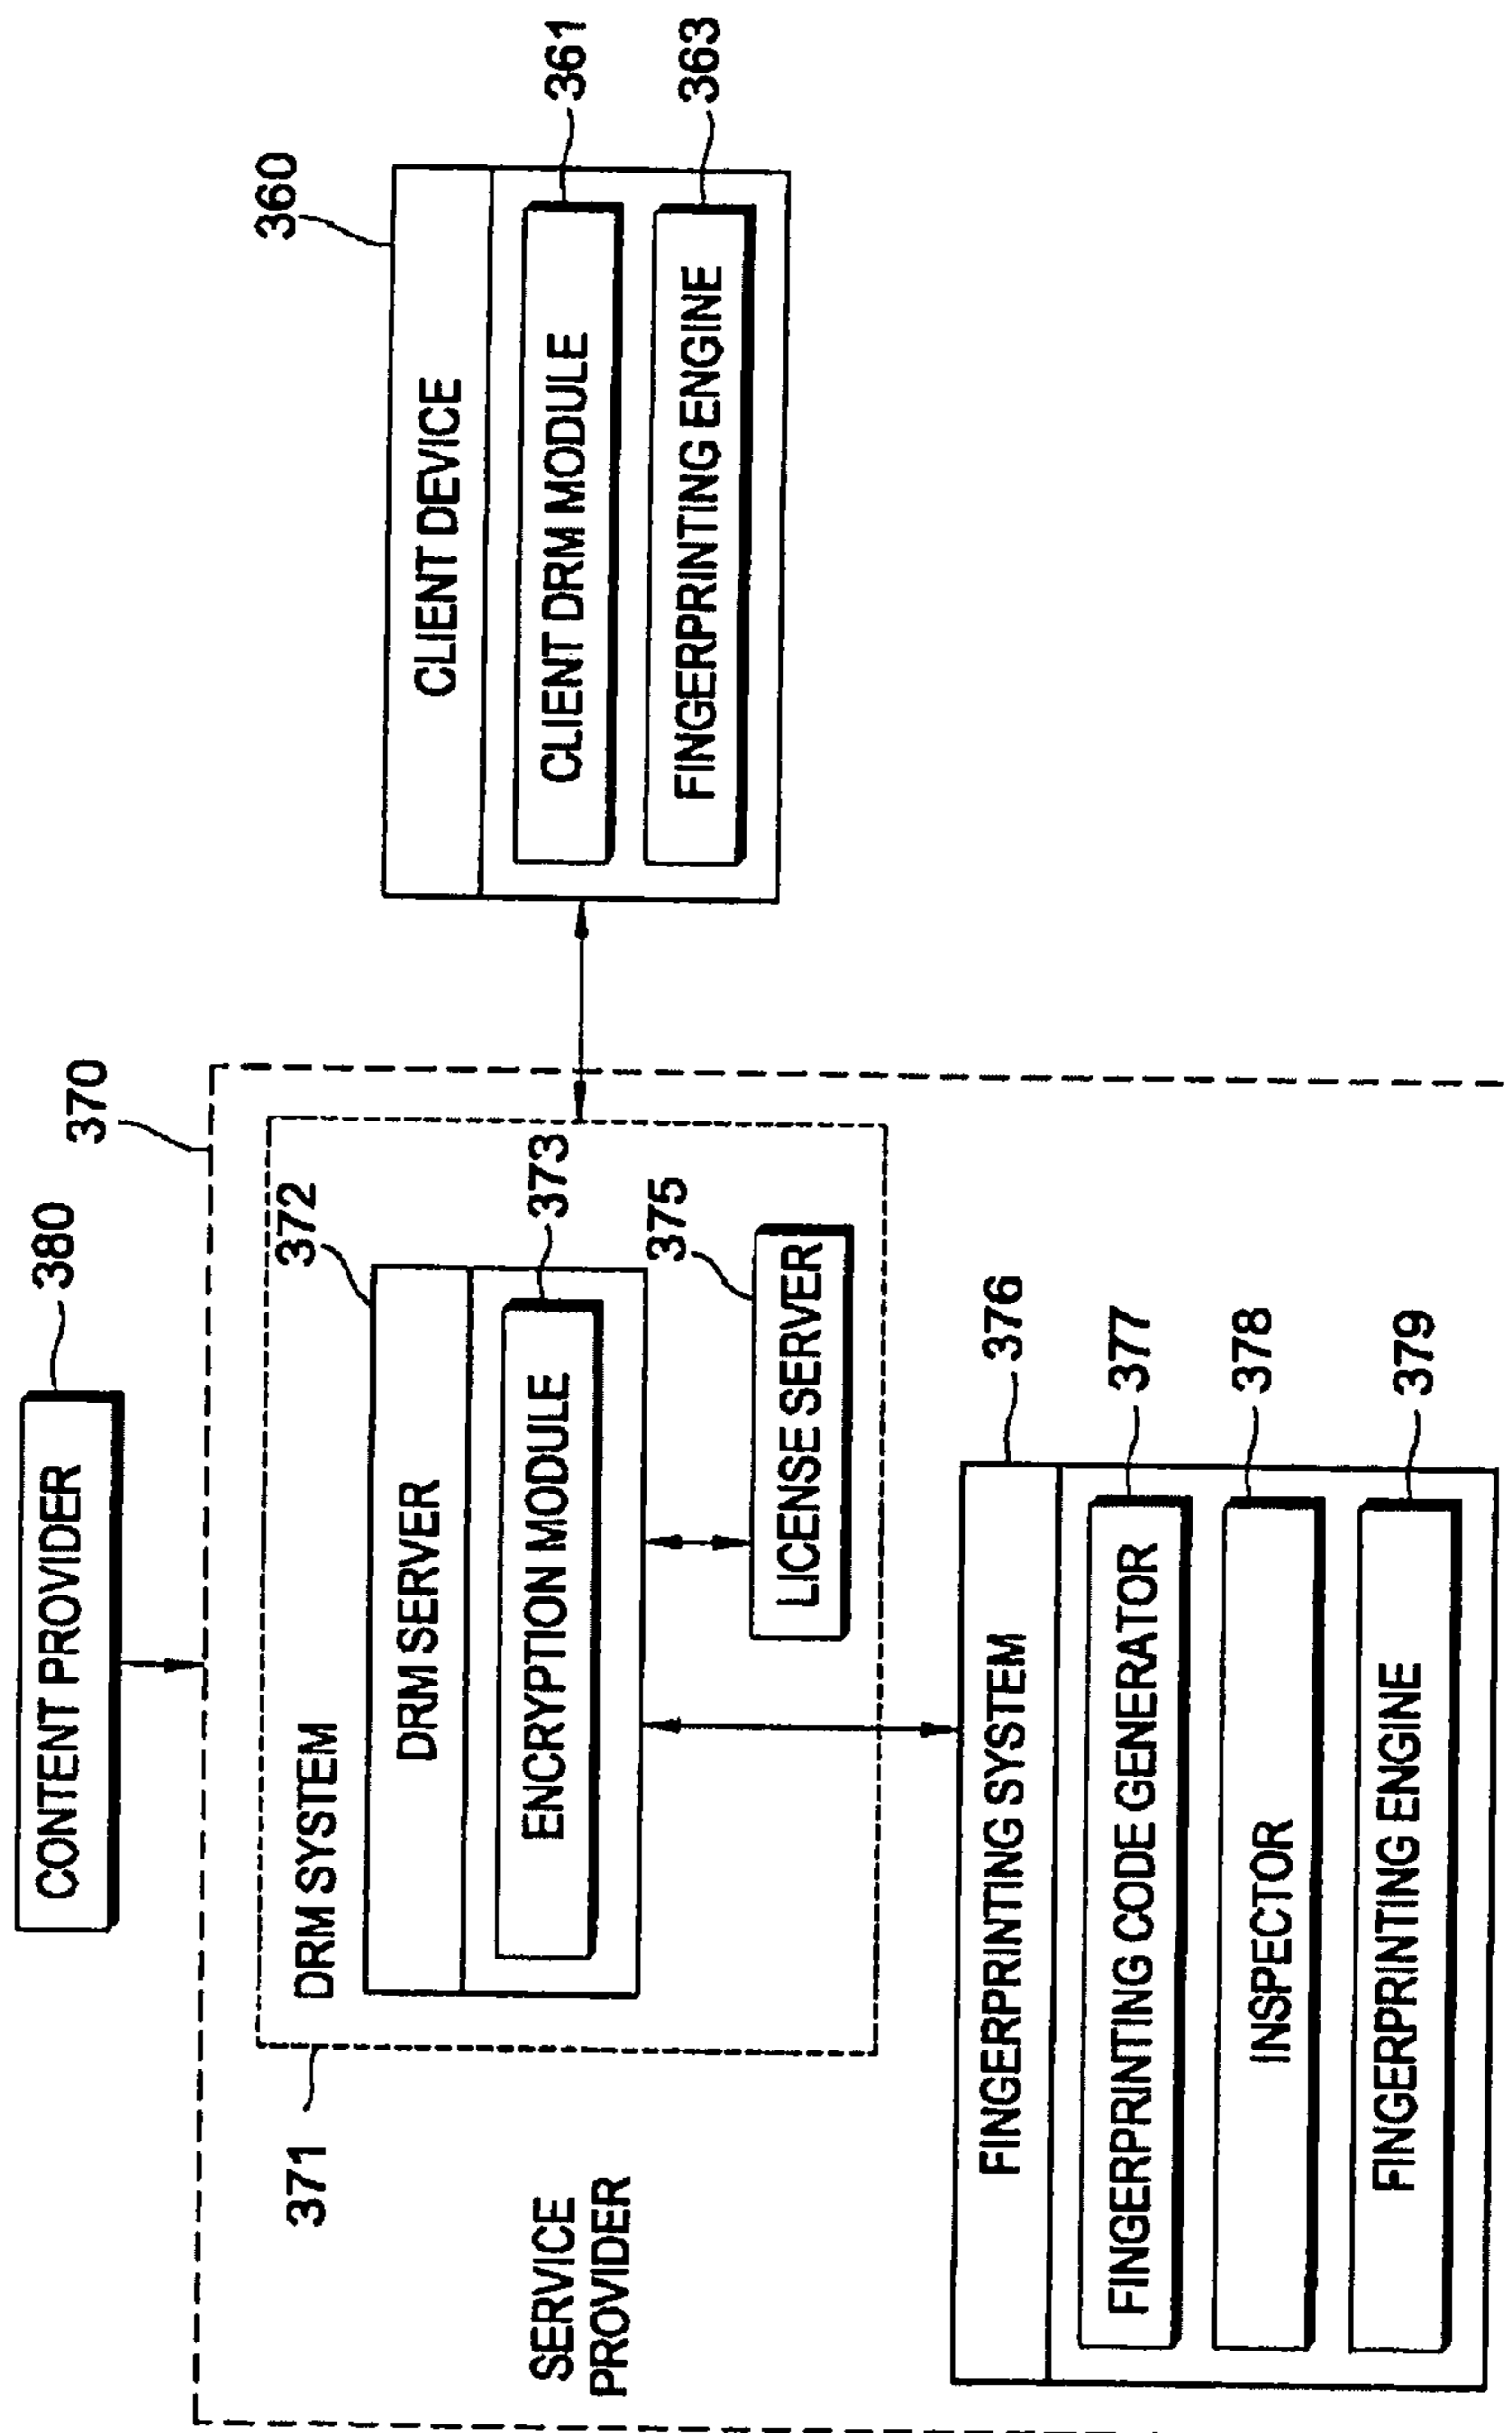 380
CONTENT PROVIDER
370
SERVICE
PROVIDER
371
DRM SYSTEM
372
DRM SERVER
373
ENCRYPTION MODULE
375
LICENSE SERVER
376
FINGERPRINTING SYSTEM
377
FINGERPRINTING CODE GENERATOR
378
INSPECTOR
379
FINGERPRINTING ENGINE
360
CLIENT DEVICE
361
CLIENT DRM MODULE
363
FINGERPRINTING ENGINE